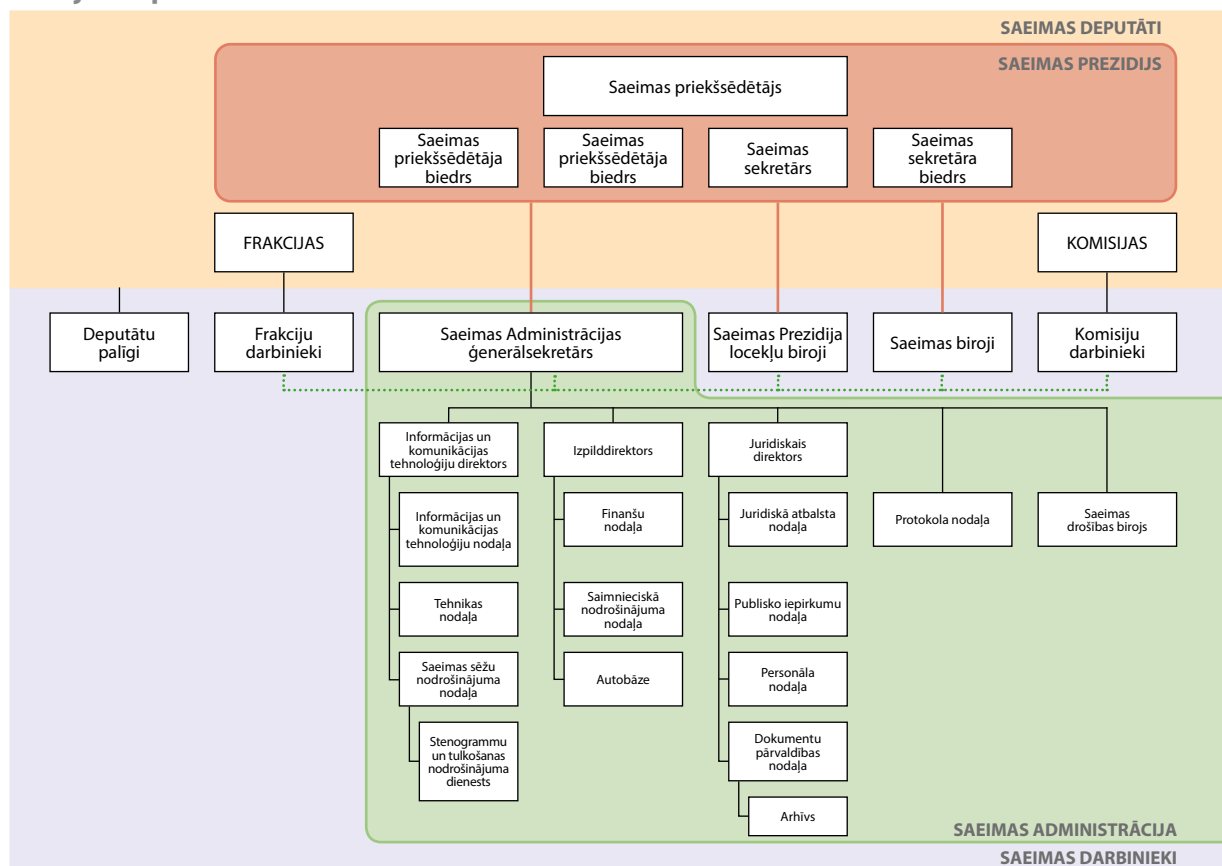 SAEIMAS DEPUTĀTI
SAEIMAS PREZIDIJS
Saeimas priekšsēdētājs
Saeimas
priekšsēdētāja
biedrs
Saeimas
priekšsēdētāja
biedrs
Saeimas
sekretārs
Saeimas
sekretāra
biedrs
FRAKCIJAS
KOMISIJAS
Deputātu
palīgi
Frakciju
darbinieki
Saeimas Administrācijas
ģenerālsekretārs
Saeimas Prezidija
locekļu biroji
Saeimas biroji
Komisiju
darbinieki
Informācijas un
komunikācijas
tehnoloģiju direktors
Izpilddirektors
Juridiskais
direktors
Informācijas un
komunikācijas
tehnoloģiju nodaļa
Finanšu
nodaļa
Juridiskā atbalsta
nodaļa
Protokola nodaļa
Saeimas
drošības birojs
Tehnikas
nodaļa
Saimnieciskā
nodrošinājuma
nodaļa
Publisko iepirkumu
nodaļa
Saeimas sēžu
nodrošinājuma
nodaļa
Autobāze
Personāla
nodaļa
Stenogrammu
un tulkošanas
nodrošinājuma
dienests
Dokumentu
pārvaldības
nodaļa
Arhīvs
SAEIMAS ADMINISTRĀCIJA
SAEIMAS DARBINIEKI